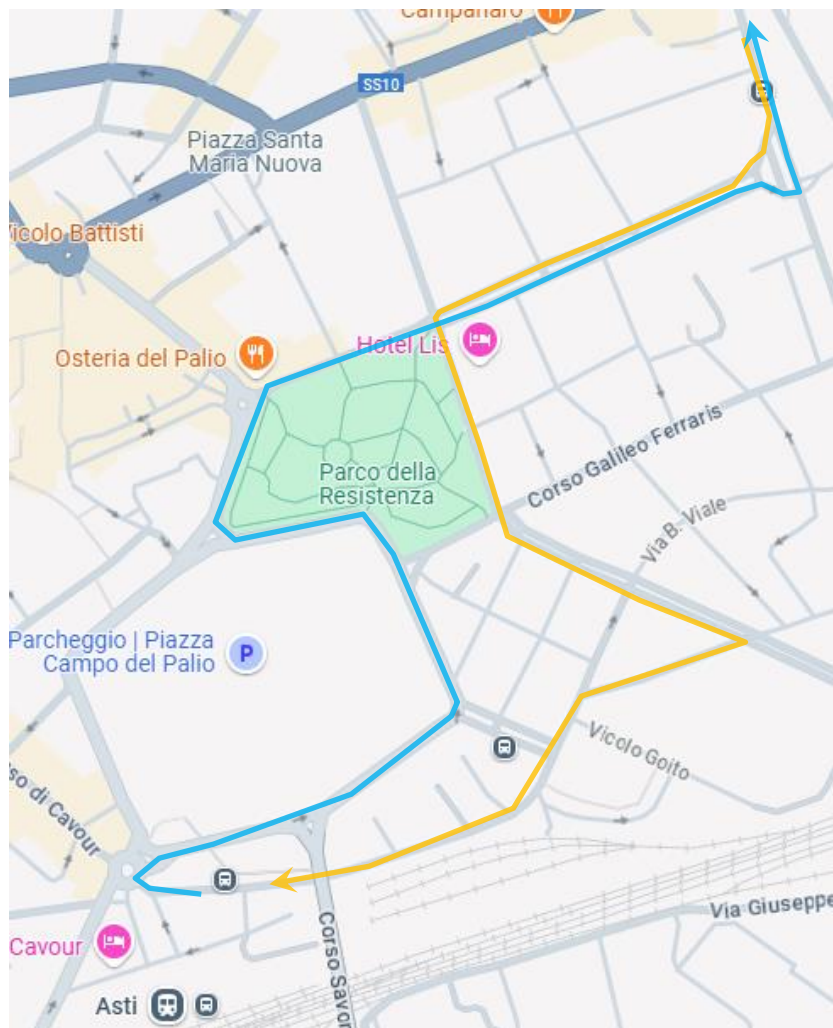 Campanaro
SS10
Piazza Santa
Maria Nuova
Vicolo Battisti
Osteria del Palio
Hotel Lis
Parco della
Resistenza
Corso Galileo Ferraris
Via B. Viale
Parcheggio | Piazza
Campo del Palio
P
Vicolo Goito
so di Cavour
Via Giuseppe
Cavour
Corso Savo
Asti